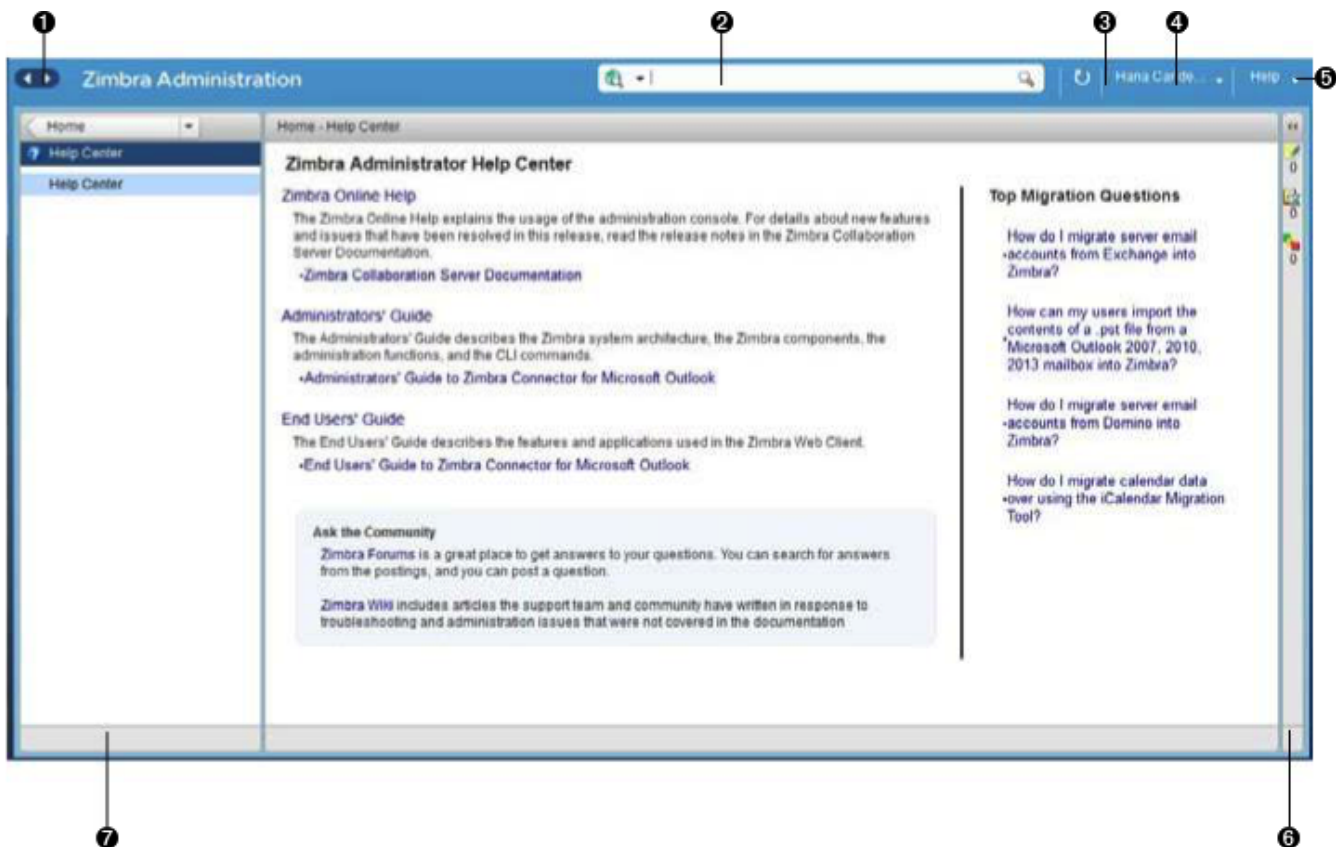 ❶ ❷ ❸ ❹
Zimbra Administration
Help ❺
Home
Home - Help Center
Help Center
Help Center
Zimbra Administrator Help Center
Zimbra Online Help
The Zimbra Online Help explains the usage of the administration console. For details about new features
and issues that have been resolved in this release, read the release notes in the Zimbra Collaboration
Server Documentation.
•Zimbra Collaboration Server Documentation
Administrators' Guide
The Administrators' Guide describes the Zimbra system architecture, the Zimbra components, the
administration functions, and the CLI commands.
•Administrators' Guide to Zimbra Connector for Microsoft Outlook
End Users' Guide
The End Users' Guide describes the features and applications used in the Zimbra Web Client.
•End Users' Guide to Zimbra Connector for Microsoft Outlook
Ask the Community
Zimbra Forums is a great place to get answers to your questions. You can search for answers
from the postings, and you can post a question.
Zimbra Wiki includes articles the support team and community have written in response to
troubleshooting and administration issues that were not covered in the documentation
Top Migration Questions
How do I migrate server email
•accounts from Exchange into
Zimbra?
How can my users import the
contents of a .pst file from a
•Microsoft Outlook 2007, 2010,
2013 mailbox into Zimbra?
How do I migrate server email
•accounts from Domino into
Zimbra?
How do I migrate calendar data
•over using the iCalendar Migration
Tool?
0
0
0
❼ ❻